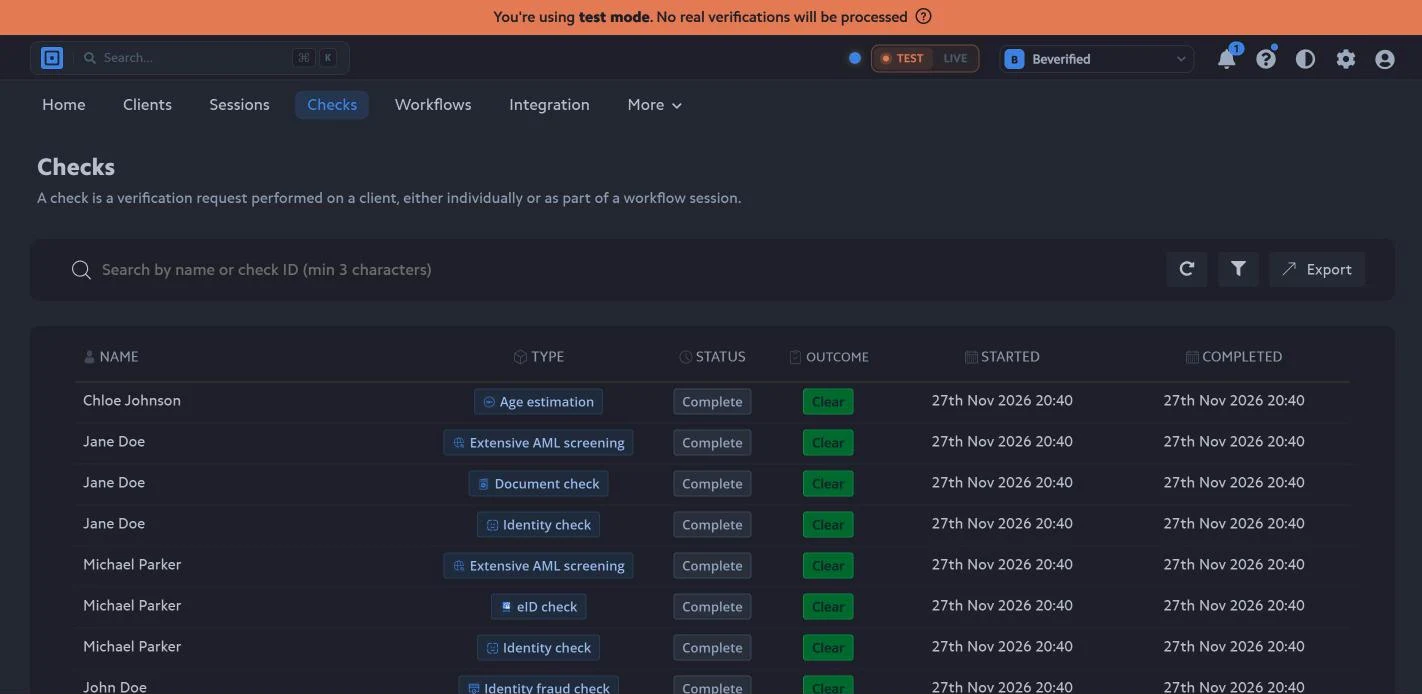 You're using test mode. No real verifications will be processed
Search... ⌘ K TEST LIVE B Beverified 1
Home Clients Sessions Checks Workflows Integration More
Checks
A check is a verification request performed on a client, either individually or as part of a workflow session.
Search by name or check ID (min 3 characters) Export
NAME TYPE STATUS OUTCOME STARTED COMPLETED
Chloe Johnson Age estimation Complete Clear 27th Nov 2026 20:40 27th Nov 2026 20:40
Jane Doe Extensive AML screening Complete Clear 27th Nov 2026 20:40 27th Nov 2026 20:40
Jane Doe Document check Complete Clear 27th Nov 2026 20:40 27th Nov 2026 20:40
Jane Doe Identity check Complete Clear 27th Nov 2026 20:40 27th Nov 2026 20:40
Michael Parker Extensive AML screening Complete Clear 27th Nov 2026 20:40 27th Nov 2026 20:40
Michael Parker eID check Complete Clear 27th Nov 2026 20:40 27th Nov 2026 20:40
Michael Parker Identity check Complete Clear 27th Nov 2026 20:40 27th Nov 2026 20:40
John Doe Identity fraud check Complete Clear 27th Nov 2026 20:40 27th Nov 2026 20:40